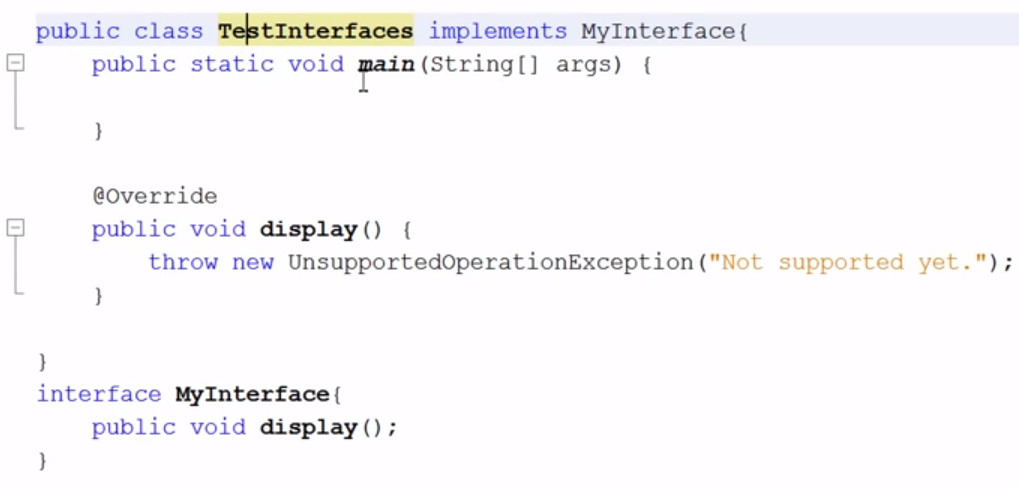 public class TestInterfaces implements MyInterface{
public static void main(String[] args) {
}
@Override
public void display() {
throw new UnsupportedOperationException("Not supported yet.");
}
}
interface MyInterface{
public void display();
}